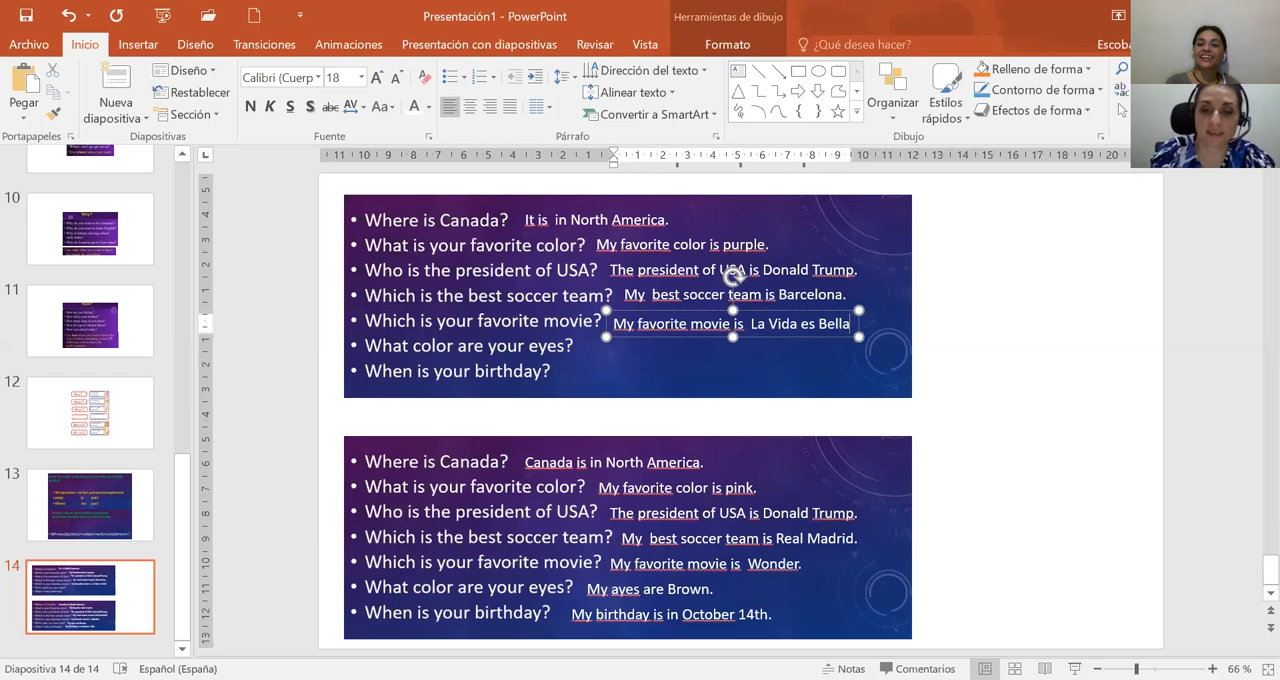 Presentación1 - PowerPoint
Herramientas de dibujo
Archivo Inicio Insertar Diseño Transiciones Animaciones Presentación con diapositivas Revisar Vista Formato ¿Qué desea hacer? Escoba
Pegar
Nueva diapositiva
Diseño
Restablecer
Sección
Calibri (Cuerp 18
N K S S abc AV Aa A
Dirección del texto
Alinear texto
Convertir a SmartArt
Organizar
Estilos rápidos
Relleno de forma
Contorno de forma
Efectos de forma
Portapapeles Diapositivas Fuente Párrafo Dibujo
10
11
12
13
14
• Where is Canada? It is in North America.
• What is your favorite color? My favorite color is purple.
• Who is the president of USA? The president of USA is Donald Trump.
• Which is the best soccer team? My best soccer team is Barcelona.
• Which is your favorite movie? My favorite movie is La Vida es Bella
• What color are your eyes?
• When is your birthday?
• Where is Canada? Canada is in North America.
• What is your favorite color? My favorite color is pink.
• Who is the president of USA? The president of USA is Donald Trump.
• Which is the best soccer team? My best soccer team is Real Madrid.
• Which is your favorite movie? My favorite movie is Wonder.
• What color are your eyes? My ayes are Brown.
• When is your birthday? My birthday is in October 14th.
Diapositiva 14 de 14 Español (España) Notas Comentarios 66 %